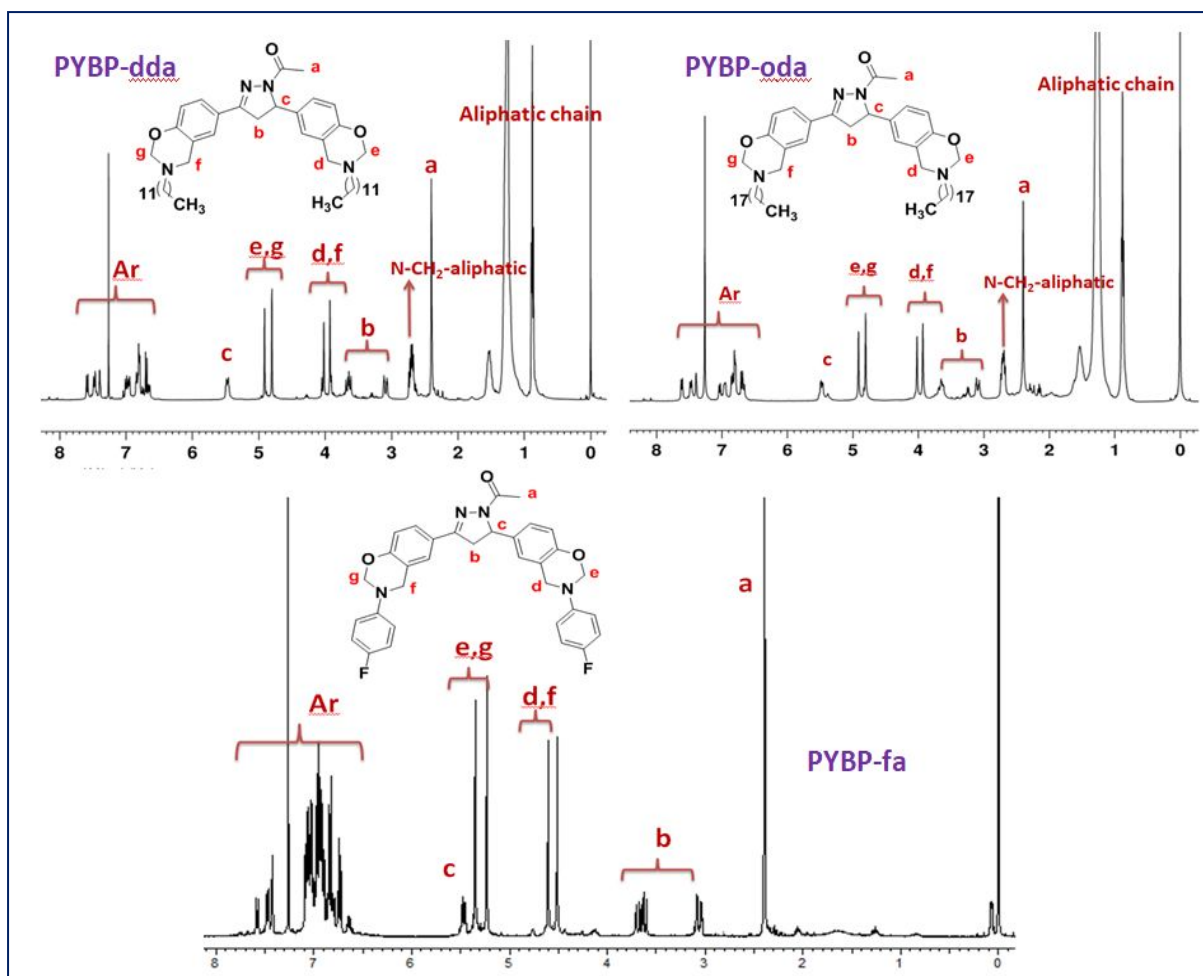 PYBP-dda
O
a
N
N
c
b
O
g
N
f
d
N
O
e
11
CH3
H3C
11
Aliphatic chain
a
e,g
d,f
N-CH2-aliphatic
Ar
b
c
8 7 6 5 4 3 2 1 0
PYBP-oda
O
a
N
N
c
b
O
g
N
f
d
N
O
e
17
CH3
H3C
17
Aliphatic chain
a
e,g
d,f
N-CH2-aliphatic
Ar
b
c
8 7 6 5 4 3 2 1 0
O
a
N
N
c
b
O
g
N
f
d
N
O
e
F
F
a
e,g
d,f
Ar
PYBP-fa
b
c
8 7 6 5 4 3 2 1 0